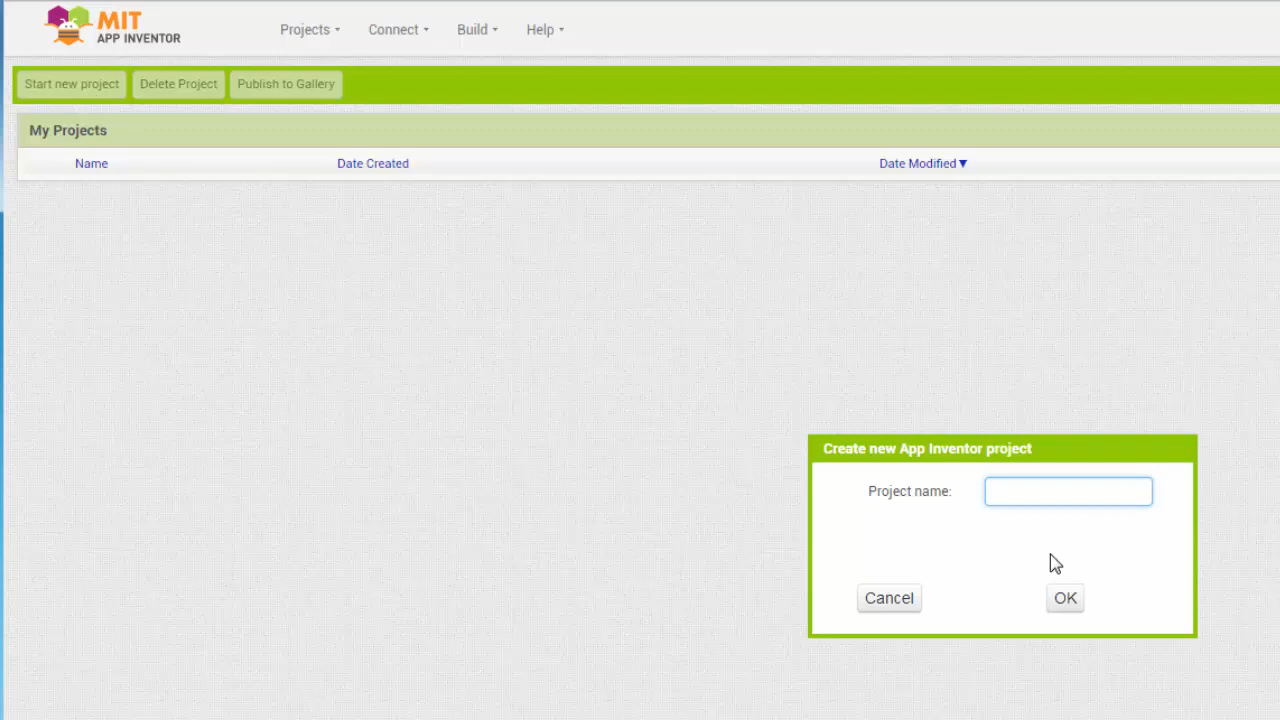 MIT
APP INVENTOR
Projects Connect Build Help
Start new project Delete Project Publish to Gallery
My Projects
Name Date Created Date Modified▼
Create new App Inventor project
Project name:
Cancel OK